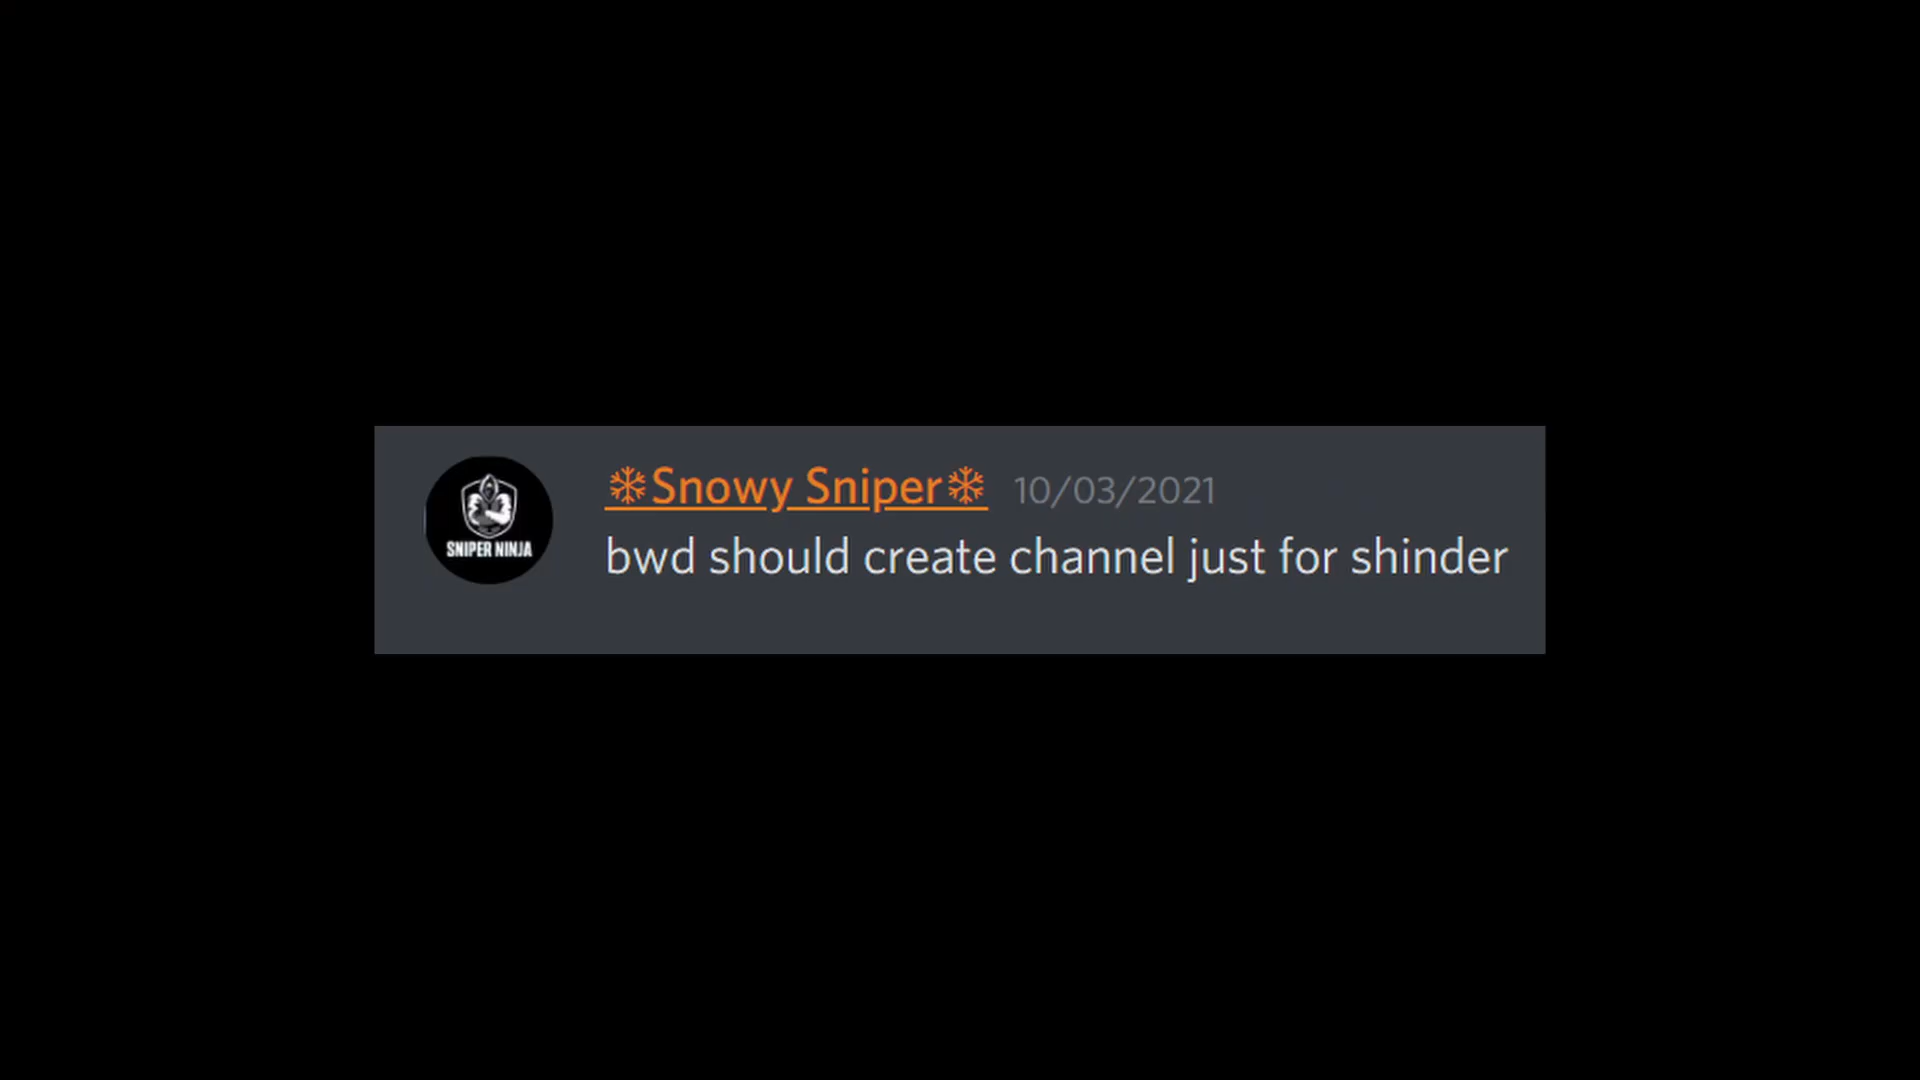 ❄Snowy Sniper❄ 10/03/2021
SNIPER NINJA
bwd should create channel just for shinder